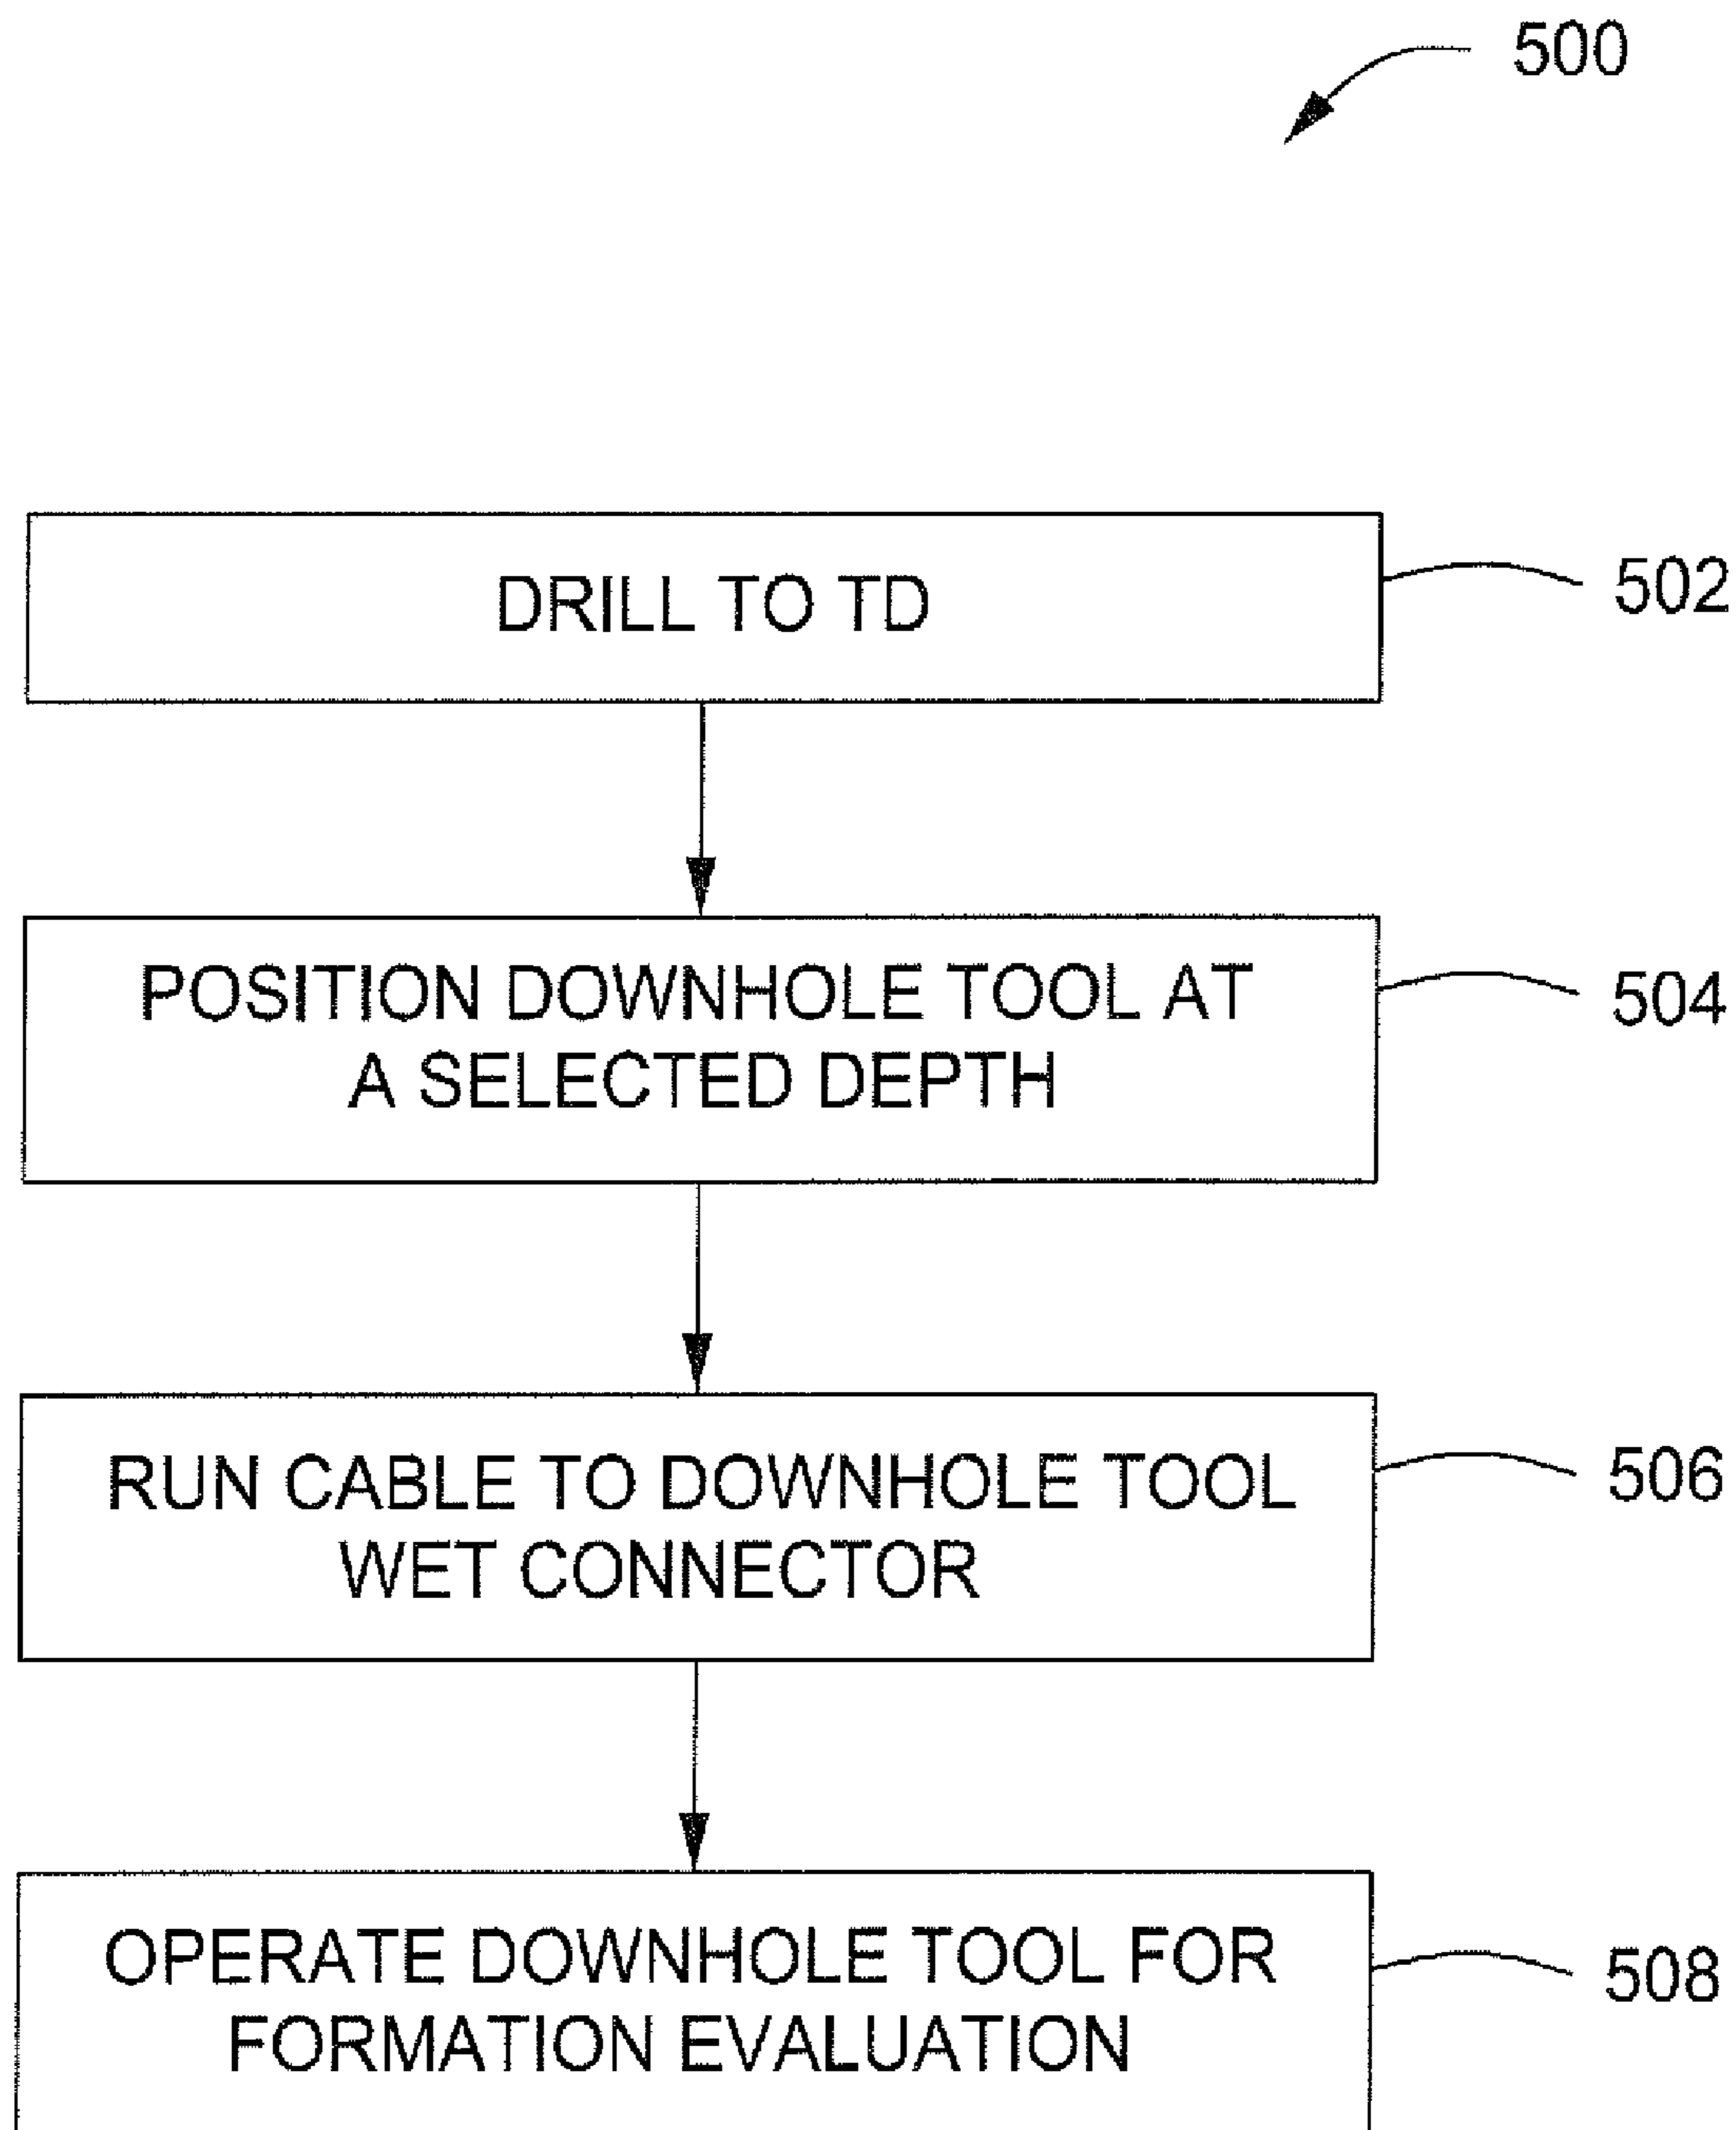 500
DRILL TO TD
502
POSITION DOWNHOLE TOOL AT
A SELECTED DEPTH
504
RUN CABLE TO DOWNHOLE TOOL
WET CONNECTOR
506
OPERATE DOWNHOLE TOOL FOR
FORMATION EVALUATION
508